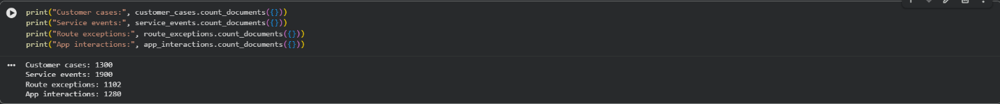 print("Customer cases:", customer_cases.count_documents({}))
print("Service events:", service_events.count_documents({}))
print("Route exceptions:", route_exceptions.count_documents({}))
print("App interactions:", app_interactions.count_documents({}))
Customer cases: 1300
Service events: 1900
Route exceptions: 1102
App interactions: 1280